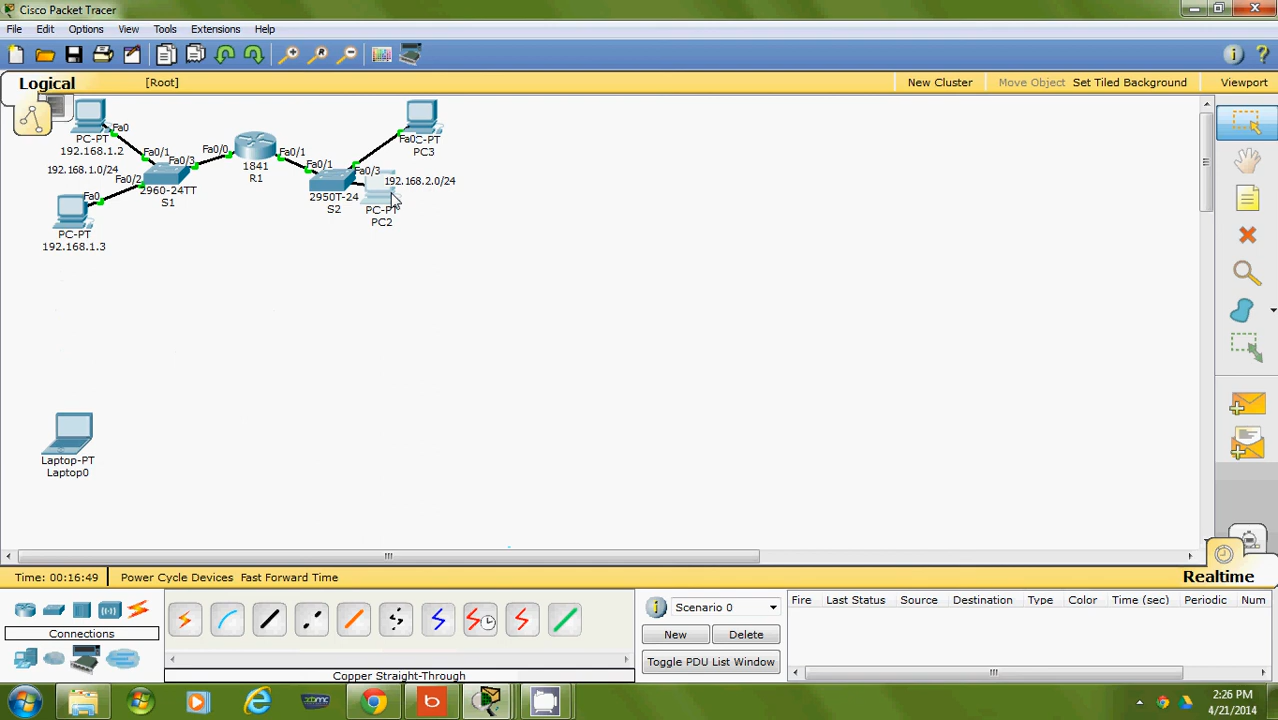 Cisco Packet Tracer
File Edit Options View Tools Extensions Help
Logical [Root] New Cluster Move Object Set Tiled Background Viewport
PC-PT
192.168.1.2
Fa0
Fa0/1
Fa0/3
Fa0/0
1841
R1
Fa0/1
Fa0/1
Fa0
C-PT
PC3
192.168.1.0/24
Fa0/2
2960-24TT
S1
Fa0/3
192.168.2.0/24
2950T-24
S2
PC-PT
PC2
Fa0
PC-PT
192.168.1.3
Laptop-PT
Laptop0
Time: 00:16:49 Power Cycle Devices Fast Forward Time
Realtime
Connections
Copper Straight-Through
Scenario 0
New Delete
Toggle PDU List Window
Fire Last Status Source Destination Type Color Time (sec) Periodic Num
2:26 PM
4/21/2014